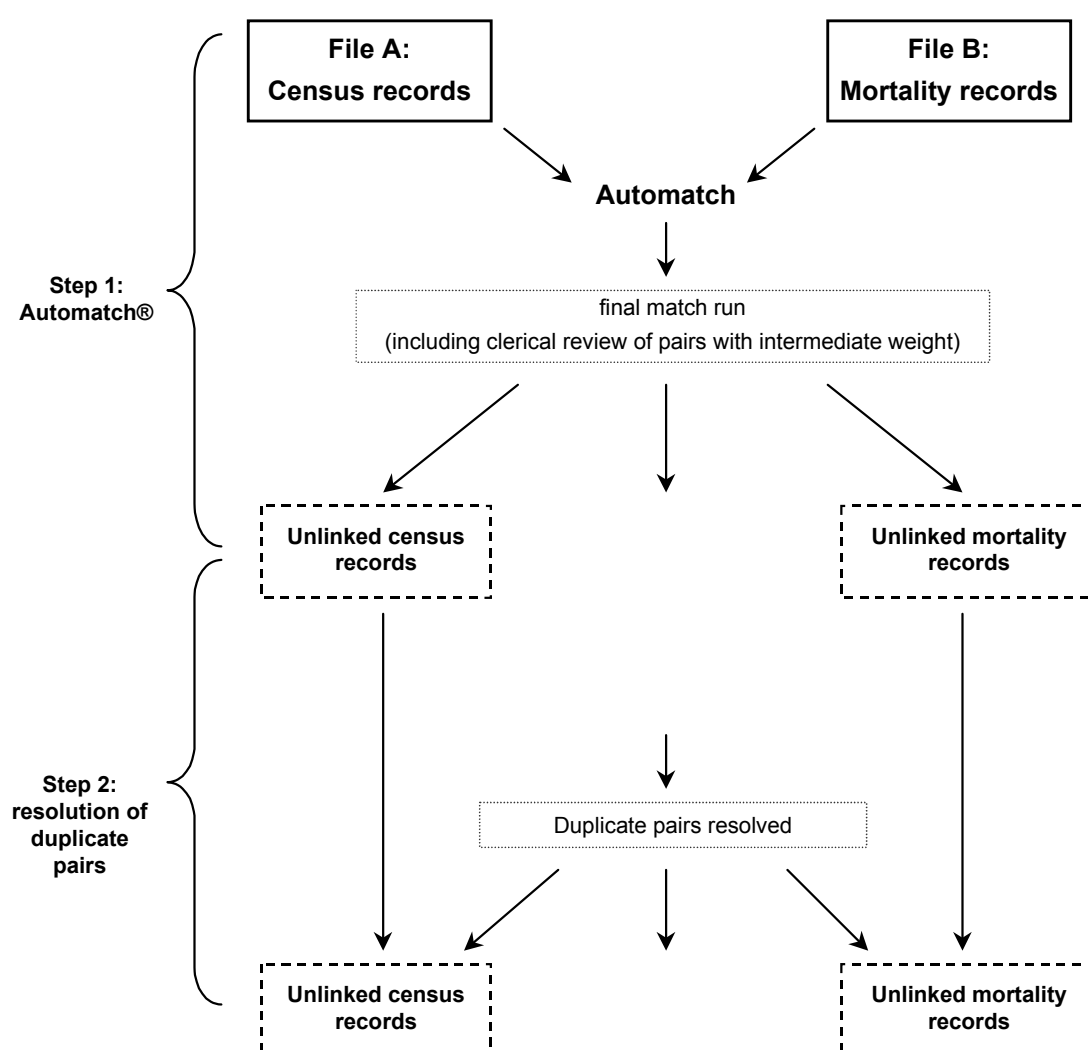 File A:
Census records
File B:
Mortality records
Automatch
Step 1:
Automatch®
final match run
(including clerical review of pairs with intermediate weight)
Unlinked census
records
Unlinked mortality
records
Step 2:
resolution of
duplicate
pairs
Duplicate pairs resolved
Unlinked census
records
Unlinked mortality
records